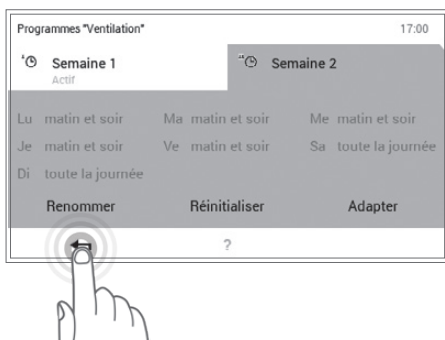 Programmes "Ventilation" 17:00
Semaine 1 Semaine 2
Actif
Lu matin et soir Ma matin et soir Me matin et soir
Je matin et soir Ve matin et soir Sa toute la journée
Di toute la journée
Renommer Réinitialiser Adapter
?